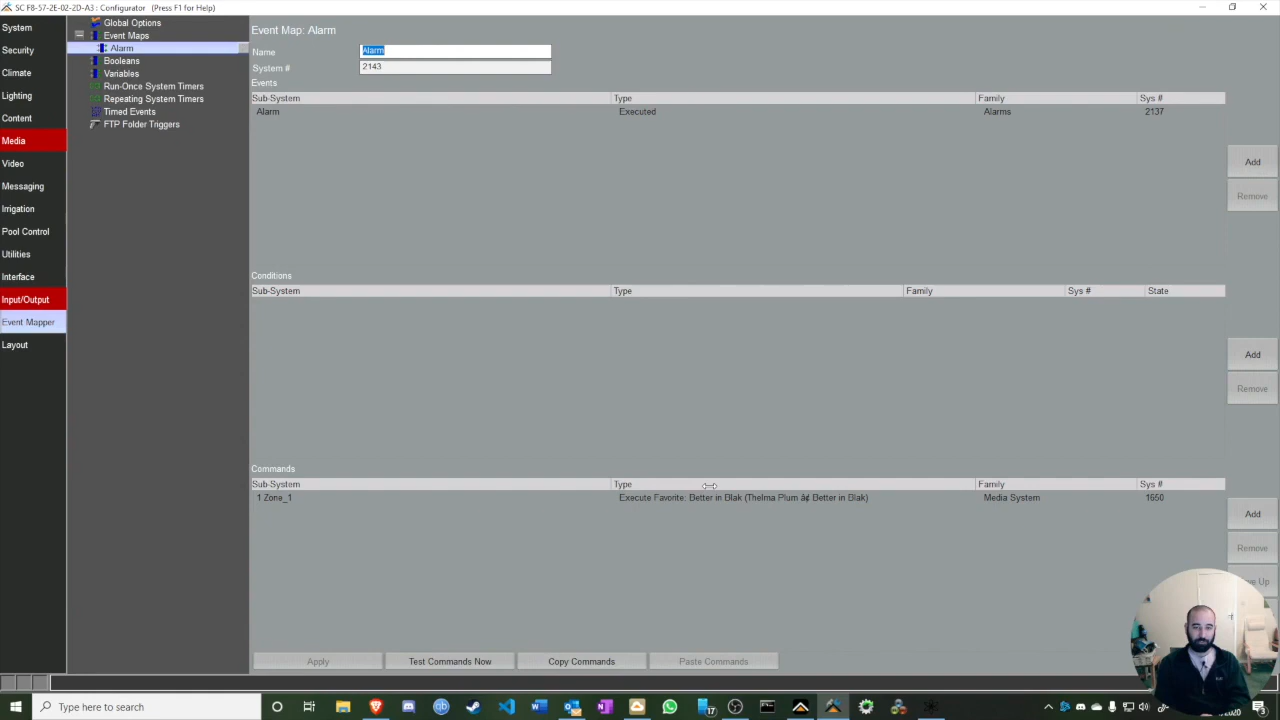 SC F8-57-2E-02-2D-A3 : Configurator (Press F1 for Help)
System
Security
Climate
Lighting
Content
Media
Video
Messaging
Irrigation
Pool Control
Utilities
Interface
Input/Output
Event Mapper
Layout
Global Options
Event Maps
Alarm
Booleans
Variables
Run-Once System Timers
Repeating System Timers
Timed Events
FTP Folder Triggers
Event Map: Alarm
Name Alarm
System # 2143
Events
Sub-System Type Family Sys #
Alarm Executed Alarms 2137
Add
Remove
Conditions
Sub-System Type Family Sys # State
Add
Remove
Commands
Sub-System Type Family Sys #
1 Zone_1 Execute Favorite: Better in Blak (Thelma Plum â¢ Better in Blak) Media System 1650
Add
Remove
Apply Test Commands Now Copy Commands Paste Commands
Type here to search